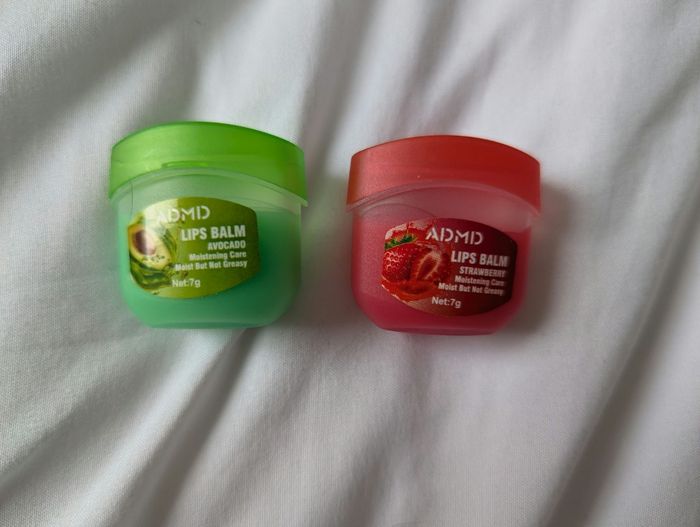 ADMD
LIPS BALM
AVOCADO
Moistening Care
Moist But Not Greasy
Net:7g
ADMD
LIPS BALM
STRAWBERRY
Moistening Care
Moist But Not Greasy
Net:7g